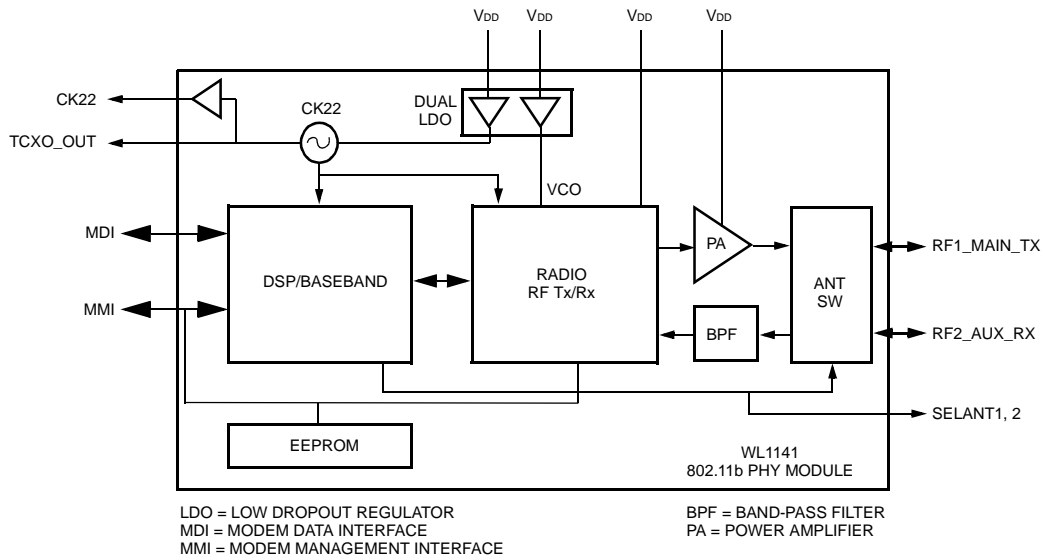 VDD VDD VDD VDD
CK22
TCXO_OUT
CK22
DUAL
LDO
VCO
MDI
MMI
DSP/BASEBAND
RADIO
RF Tx/Rx
PA
BPF
ANT
SW
RF1_MAIN_TX
RF2_AUX_RX
SELANT1, 2
EEPROM
WL1141
802.11b PHY MODULE
LDO = LOW DROPOUT REGULATOR
MDI = MODEM DATA INTERFACE
MMI = MODEM MANAGEMENT INTERFACE
BPF = BAND-PASS FILTER
PA = POWER AMPLIFIER